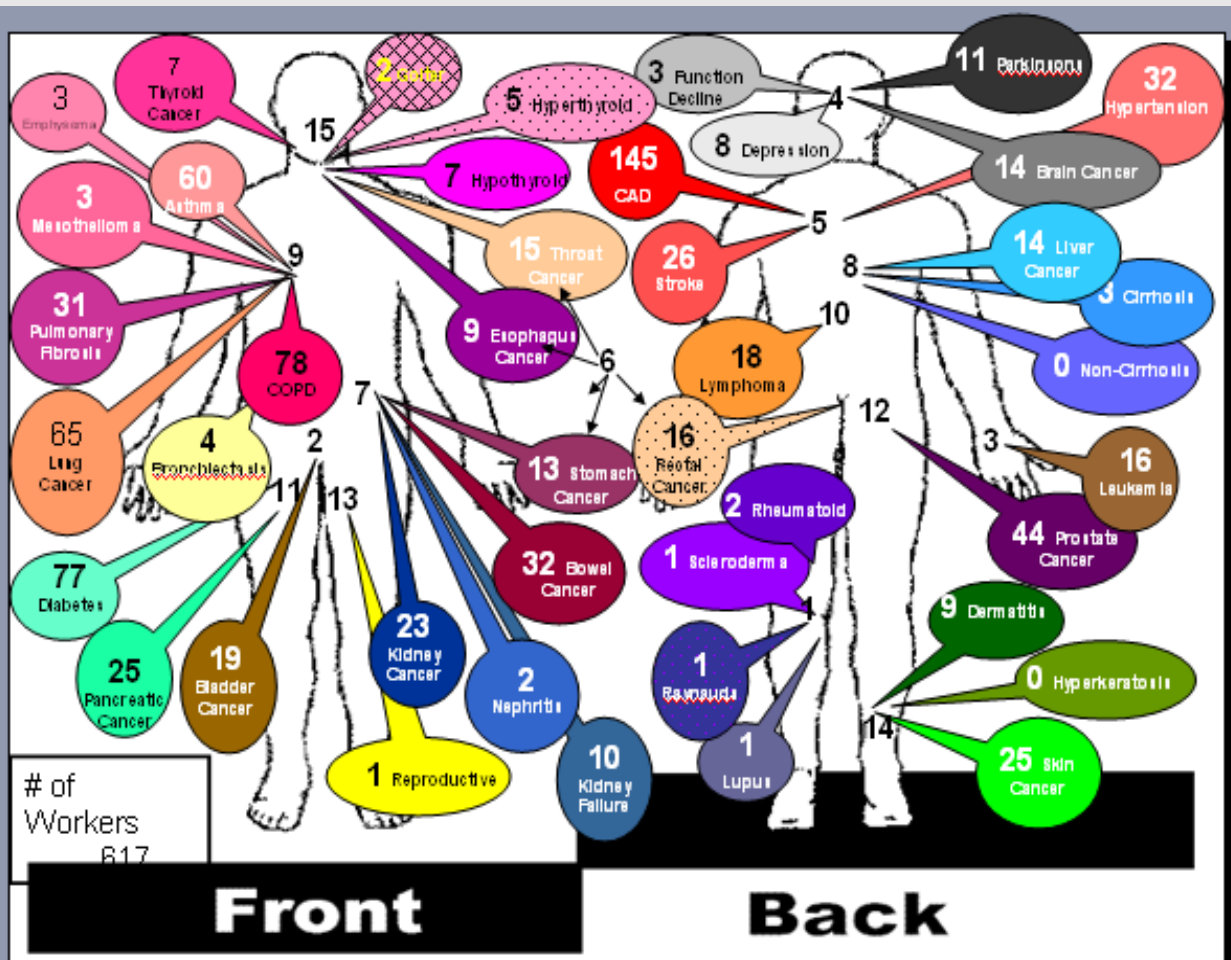 7
Thyroid
Cancer
2 Goiter
5 Hyperthyroid
3 Function
Decline
11 Parkinsons
32
Hypertension
3
Emphysema
15
4
8 Depression
7 Hypothyroid
145
CAD
14 Brain Cancer
60
Asthma
3
Mesothelioma
15 Throat
Cancer
5
26
Stroke
14 Liver
Cancer
9
8
3 Cirrhosis
31
Pulmonary
Fibrosis
9 Esophagus
Cancer
10
6
0 Non-Cirrhosis
78
COPD
18
Lymphoma
7
12
65
Lung
Cancer
4
Bronchiectasis
2
16
Rectal
Cancer
3
16
Leukemia
13 Stomach
Cancer
11
13
2 Rheumatoid
44 Prostate
Cancer
32 Bowel
Cancer
1 Scleroderma
77
Diabetes
1
9 Dermatitis
23
Kidney
Cancer
25
Pancreatic
Cancer
19
Bladder
Cancer
2
Nephritis
1
Raynauds
0 Hyperkeratosis
14
1
Lupus
25 Skin
Cancer
1 Reproductive
10
Kidney
Failure
# of
Workers
617
Front
Back